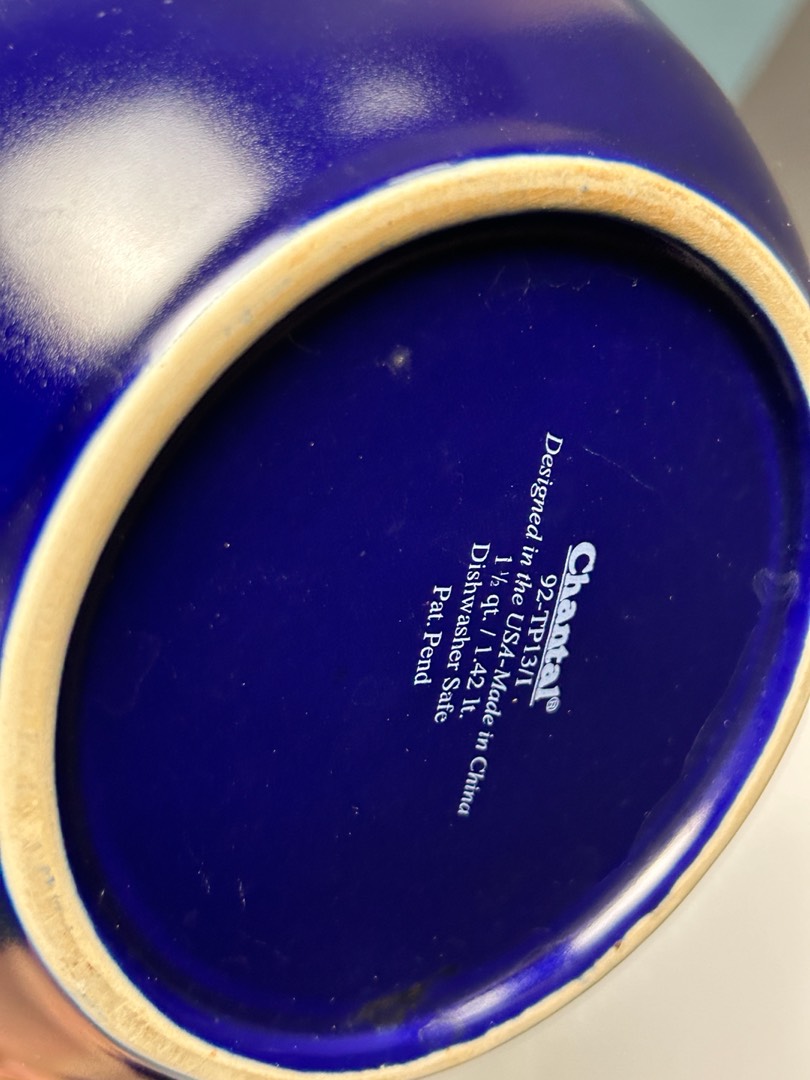 Chantal®
92-TP13/1
Designed in the USA-Made in China
1 ½ qt. / 1.42 lt.
Dishwasher Safe
Pat. Pend